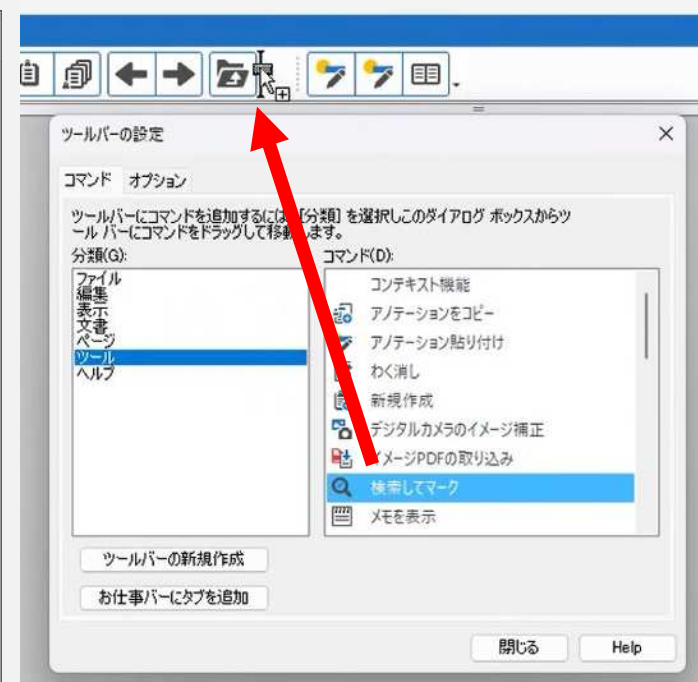 ツールバーの設定
コマンド オプション
ツールバーにコマンドを追加するには、[分類] を選択しこのダイアログ ボックスからツ
ール バーにコマンドをドラッグして移動します。
分類(G):
ファイル
編集
表示
文書
ページ
ツール
ヘルプ
コマンド(D):
コンテキスト機能
アノテーションをコピー
アノテーション貼り付け
わく消し
新規作成
デジタルカメラのイメージ補正
イメージPDFの取り込み
検索してマーク
メモを表示
ツールバーの新規作成
お仕事バーにタブを追加
閉じる Help